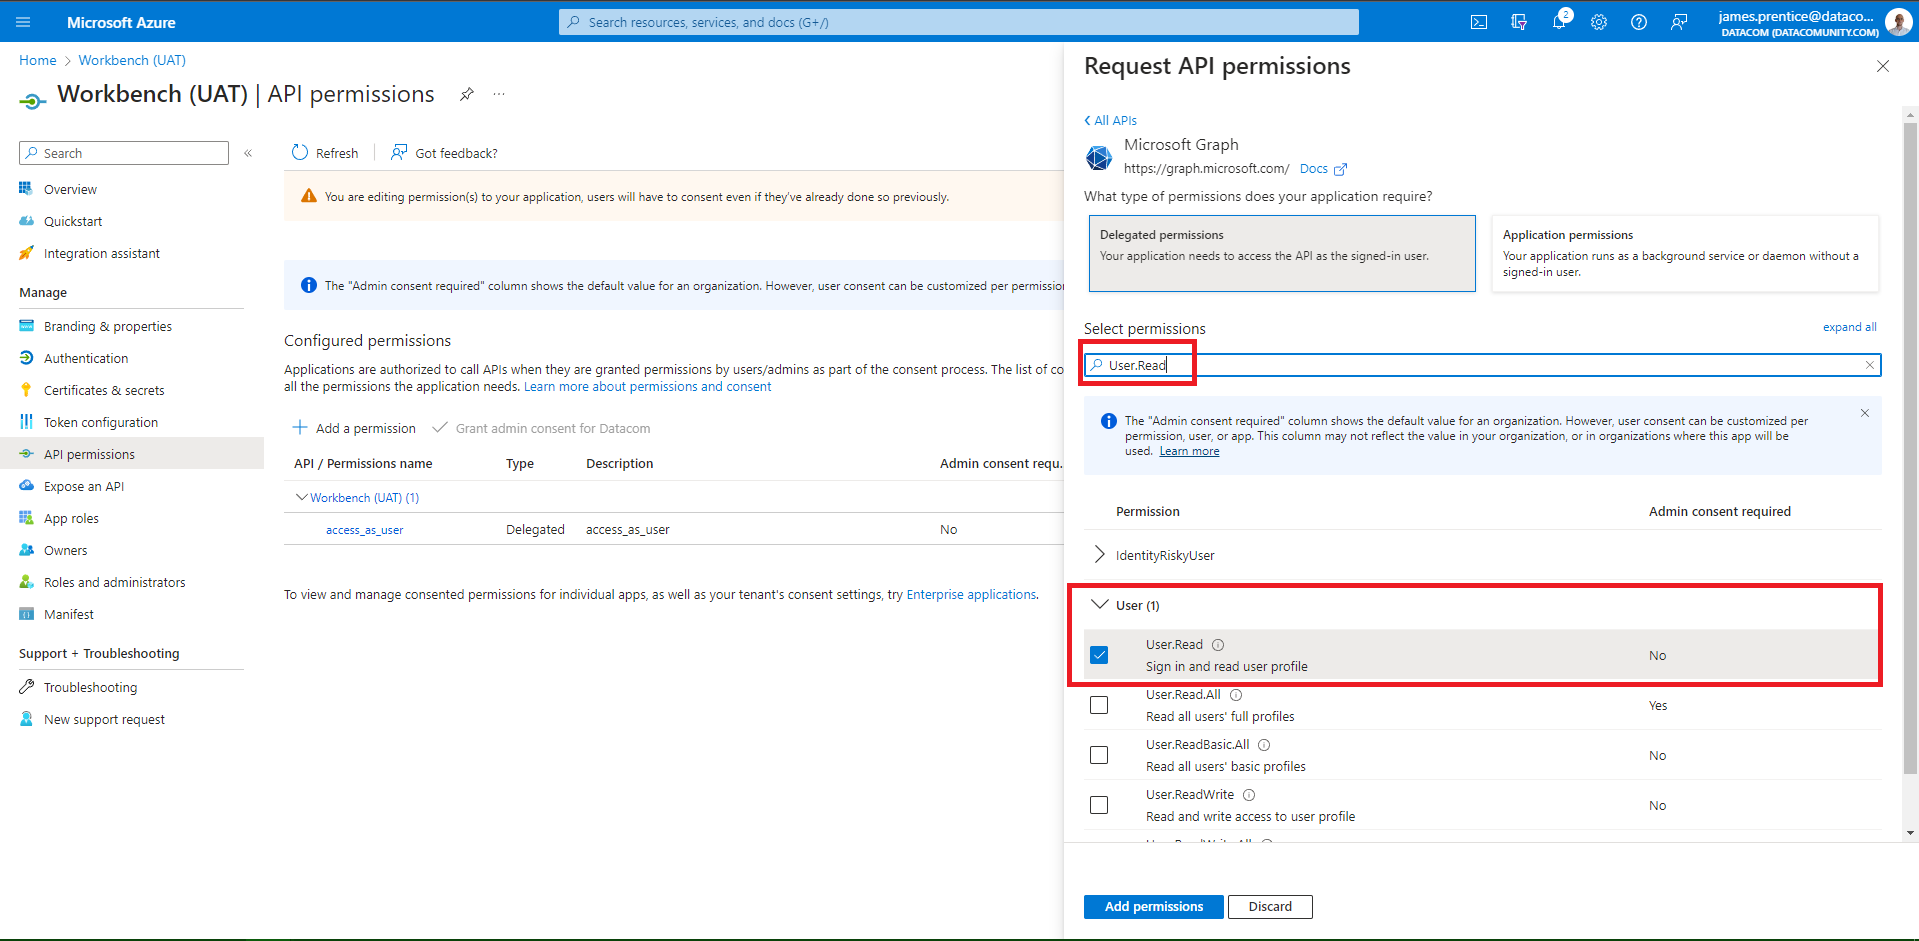 Microsoft Azure
Search resources, services, and docs (G+/)
2
james.prentice@dataco...
DATACOM (DATACOMUNITY.COM)
Home > Workbench (UAT)
Workbench (UAT) | API permissions
...
Search
«
Overview
Quickstart
Integration assistant
Manage
Branding & properties
Authentication
Certificates & secrets
Token configuration
API permissions
Expose an API
App roles
Owners
Roles and administrators
Manifest
Support + Troubleshooting
Troubleshooting
New support request
Refresh
Got feedback?
You are editing permission(s) to your application, users will have to consent even if they've already done so previously.
The "Admin consent required" column shows the default value for an organization. However, user consent can be customized per permission
Configured permissions
Applications are authorized to call APIs when they are granted permissions by users/admins as part of the consent process. The list of co
all the permissions the application needs. Learn more about permissions and consent
Add a permission
Grant admin consent for Datacom
API / Permissions name Type Description Admin consent requ...
Workbench (UAT) (1)
access_as_user Delegated access_as_user No
To view and manage consented permissions for individual apps, as well as your tenant's consent settings, try Enterprise applications.
Request API permissions
All APIs
Microsoft Graph
https://graph.microsoft.com/ Docs
What type of permissions does your application require?
Delegated permissions
Your application needs to access the API as the signed-in user.
Application permissions
Your application runs as a background service or daemon without a
signed-in user.
Select permissions
expand all
User.Read
The "Admin consent required" column shows the default value for an organization. However, user consent can be customized per
permission, user, or app. This column may not reflect the value in your organization, or in organizations where this app will be
used. Learn more
Permission Admin consent required
IdentityRiskyUser
User (1)
User.Read
Sign in and read user profile
No
User.Read.All
Read all users' full profiles
Yes
User.ReadBasic.All
Read all users' basic profiles
No
User.ReadWrite
Read and write access to user profile
No
User.ReadWrite.All
Add permissions
Discard